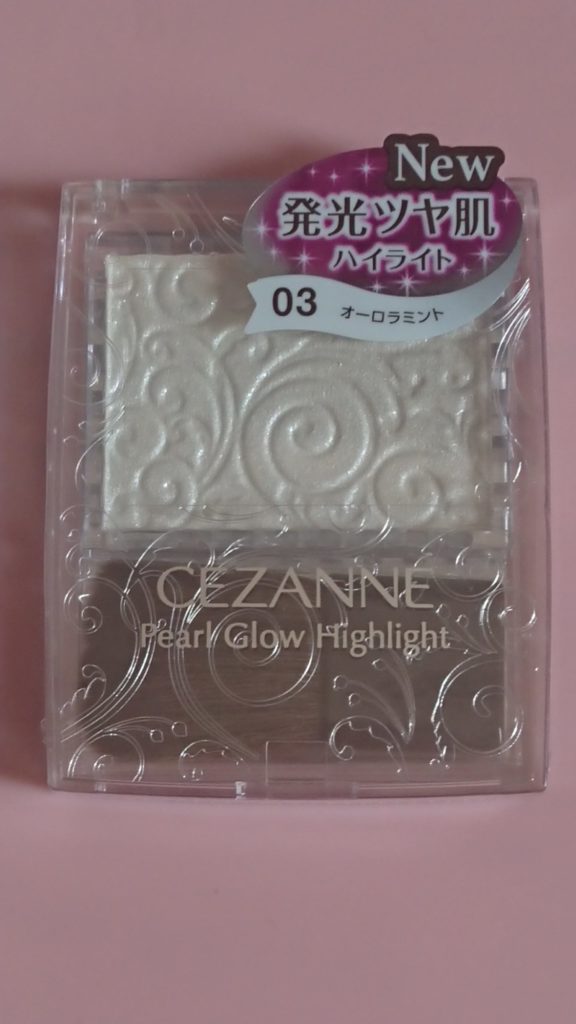 New
発光ツヤ肌
ハイライト
03 オーロラミント
CEZANNE
Pearl Glow Highlight